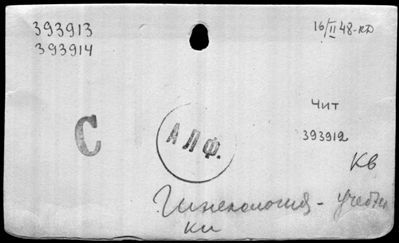 393913
393914
16/II 48-КД
Чит
393912
С
АЛФ.
Кв
Гинекология - учебни
ки